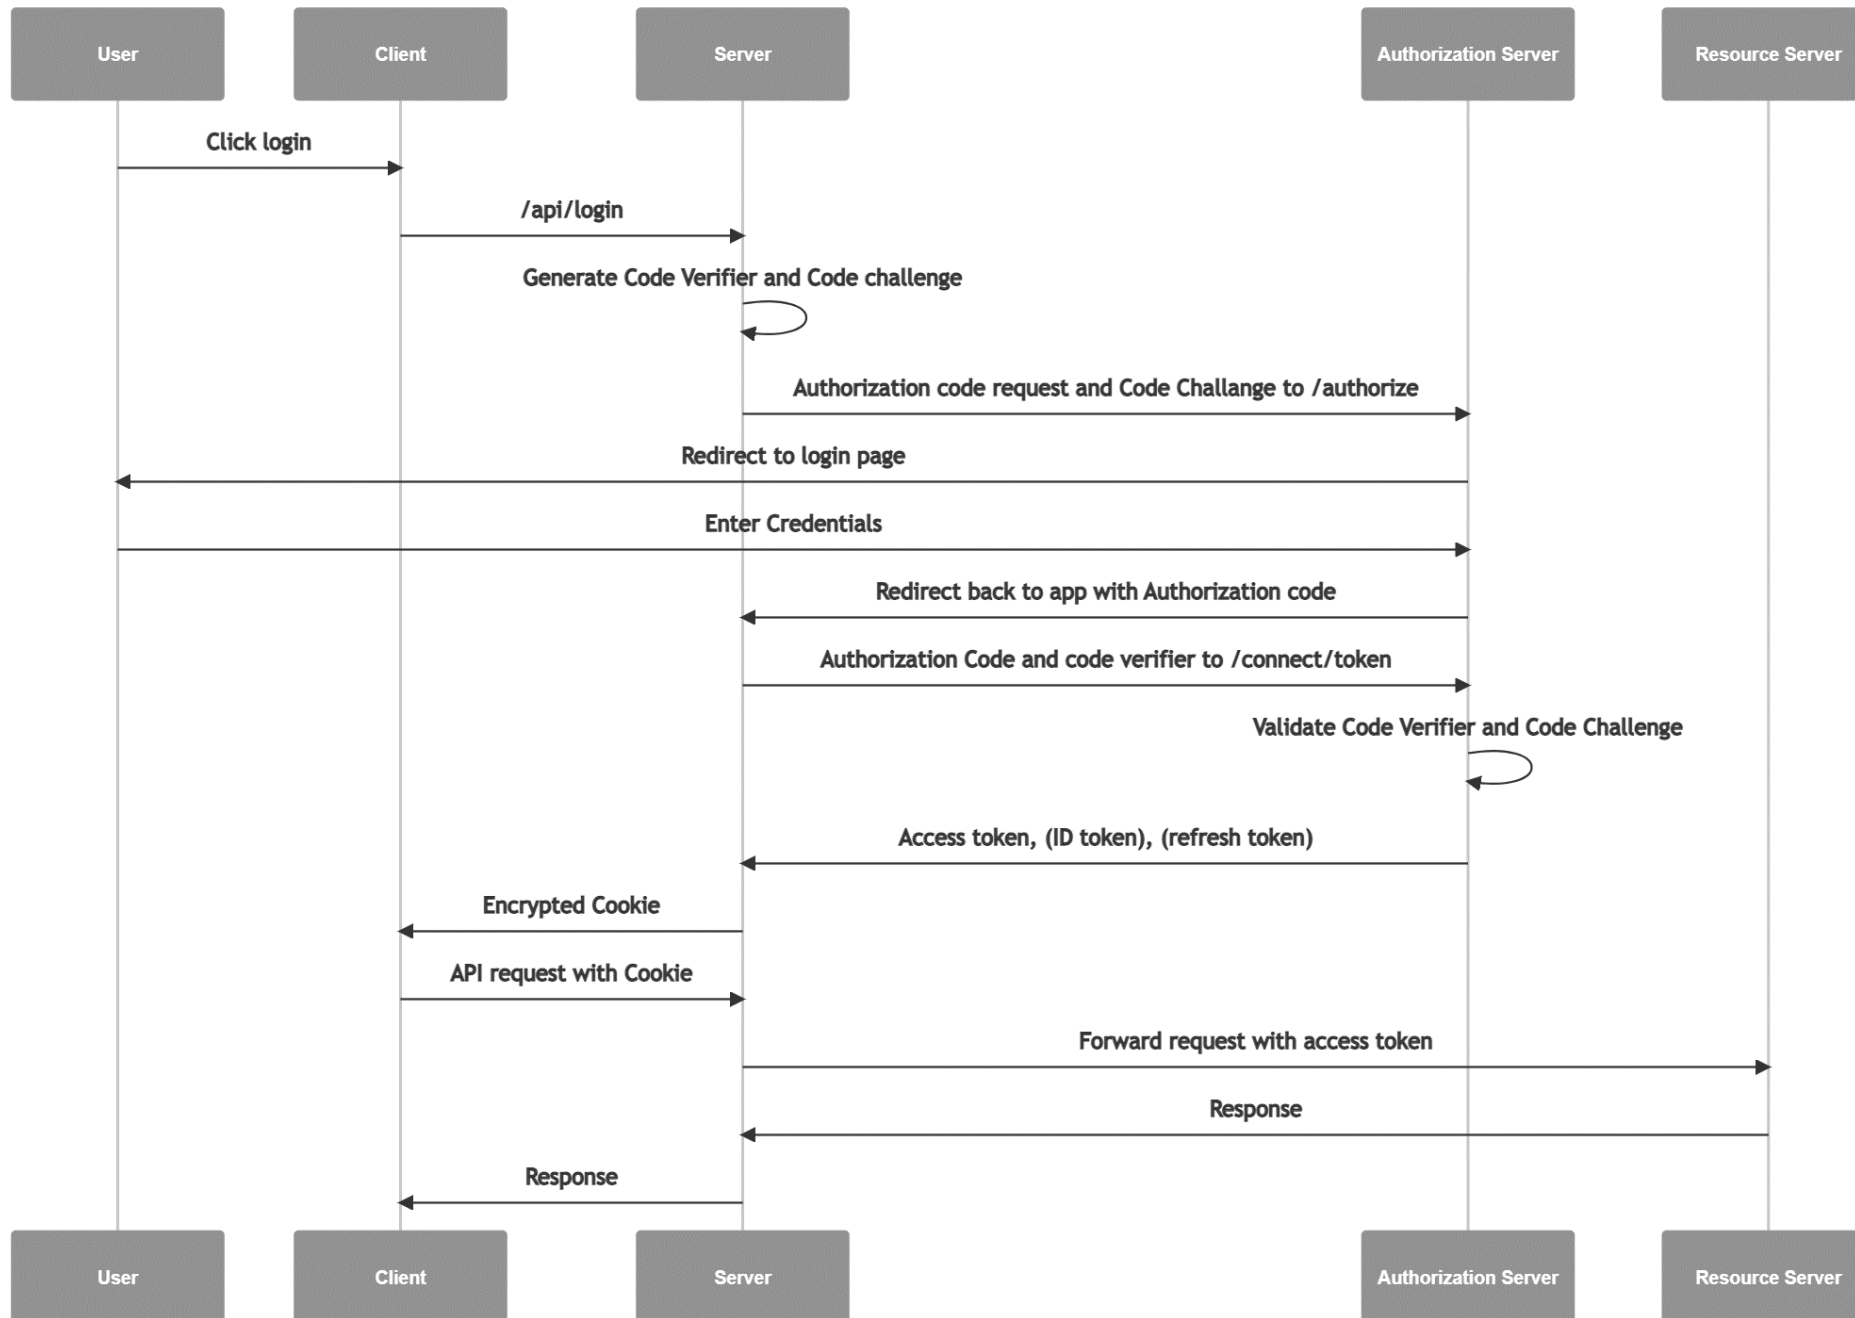 User
Client
Server
Authorization Server
Resource Server
Click login
/api/login
Generate Code Verifier and Code challenge
Authorization code request and Code Challange to /authorize
Redirect to login page
Enter Credentials
Redirect back to app with Authorization code
Authorization Code and code verifier to /connect/token
Validate Code Verifier and Code Challenge
Access token, (ID token), (refresh token)
Encrypted Cookie
API request with Cookie
Forward request with access token
Response
Response
User
Client
Server
Authorization Server
Resource Server